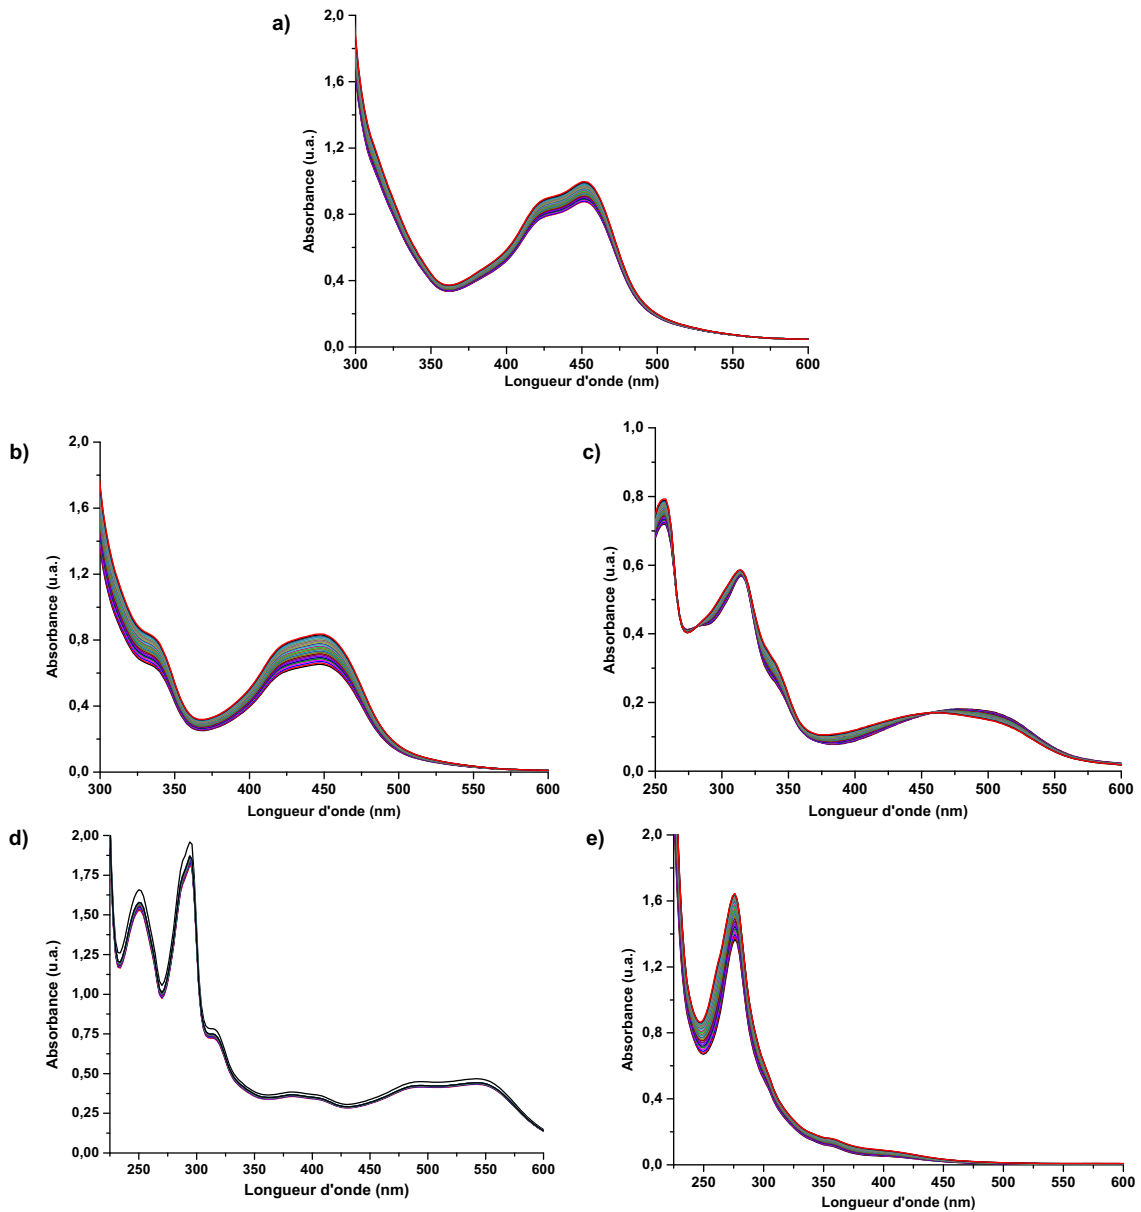 a)
Absorbance (u.a.)
2,0
1,6
1,2
0,8
0,4
0,0
300 350 400 450 500 550 600
Longueur d'onde (nm)
b)
Absorbance (u.a.)
2,0
1,6
1,2
0,8
0,4
0,0
300 350 400 450 500 550 600
Longueur d'onde (nm)
c)
Absorbance (u.a.)
1,0
0,8
0,6
0,4
0,2
0,0
250 300 350 400 450 500 550 600
Longueur d'onde (nm)
d)
Absorbance (u.a.)
2,00
1,75
1,50
1,25
1,00
0,75
0,50
0,25
0,00
250 300 350 400 450 500 550 600
Longueur d'onde (nm)
e)
Absorbance (u.a.)
2,0
1,6
1,2
0,8
0,4
0,0
250 300 350 400 450 500 550 600
Longueur d'onde (nm)